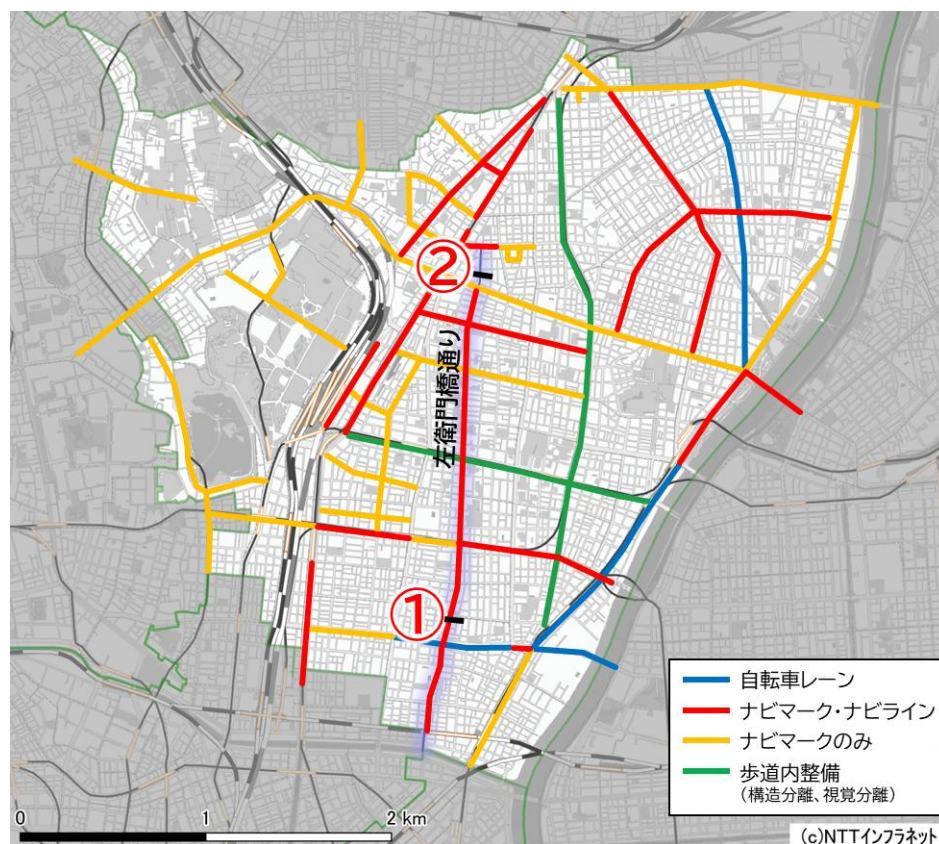 ②
左衛門橋通り
①
自転車レーン
ナビマーク・ナビライン
ナビマークのみ
歩道内整備
(構造分離、視覚分離)
0 1 2 km
(c)NTTインフラネット